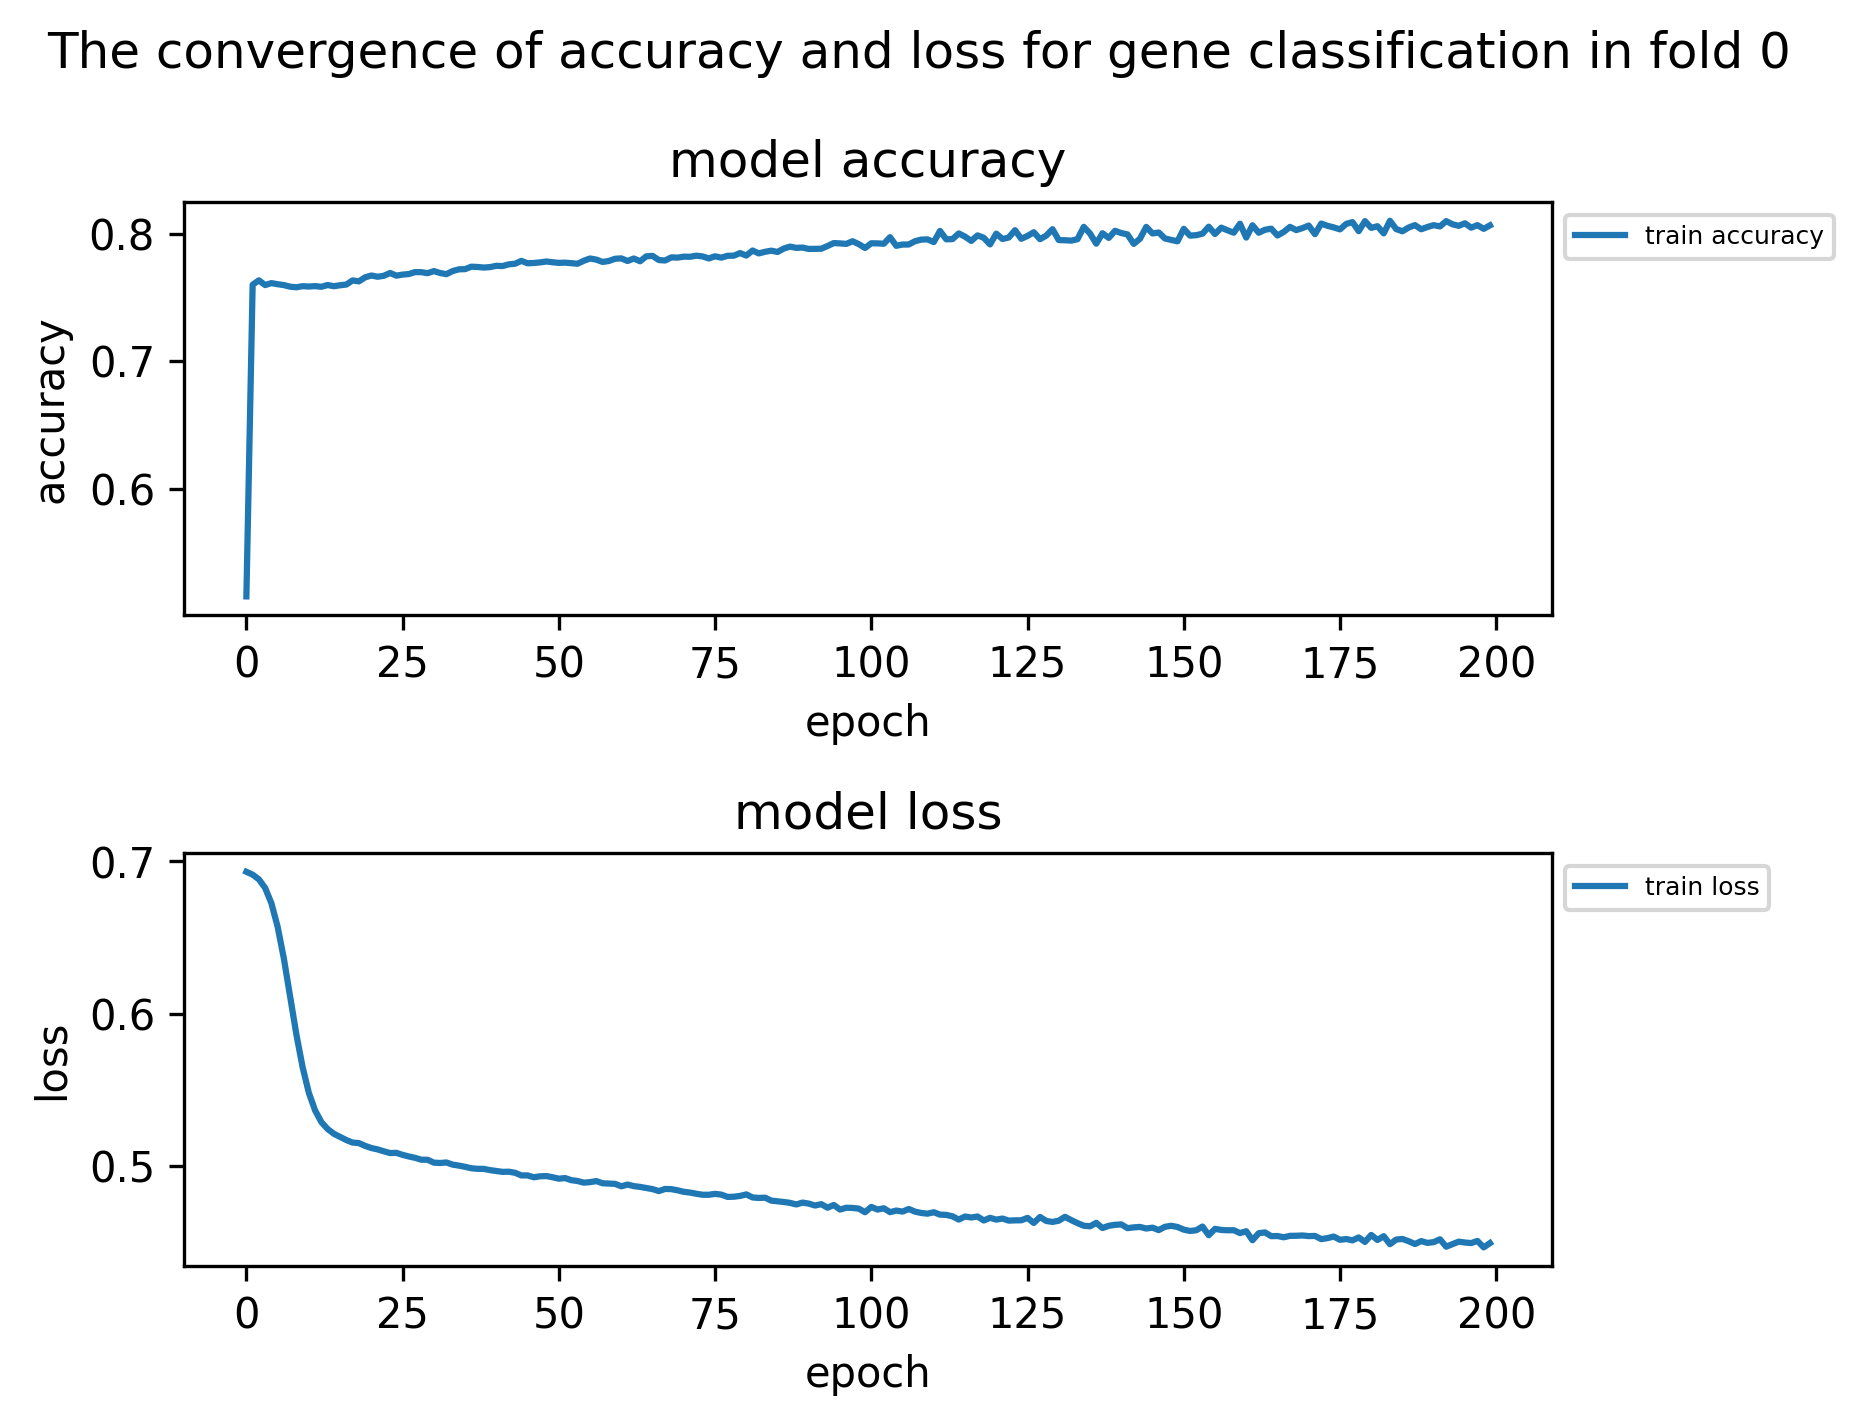 The convergence of accuracy and loss for gene classification in fold 0
model accuracy
0.8
0.7
0.6
accuracy
train accuracy
0 25 50 75 100 125 150 175 200
epoch
model loss
0.7
0.6
0.5
loss
train loss
0 25 50 75 100 125 150 175 200
epoch